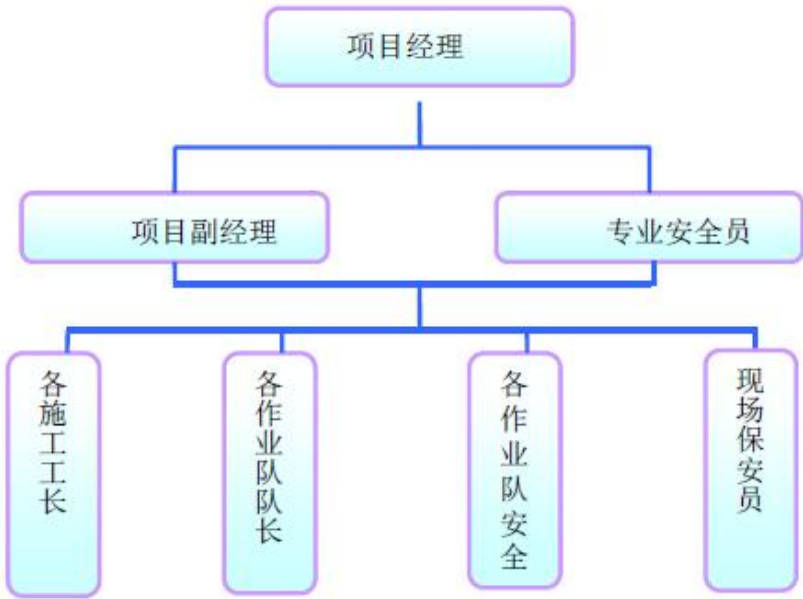 项目经理
项目副经理
专业安全员
各施工工长
各作业队队长
各作业队安全
现场保安员